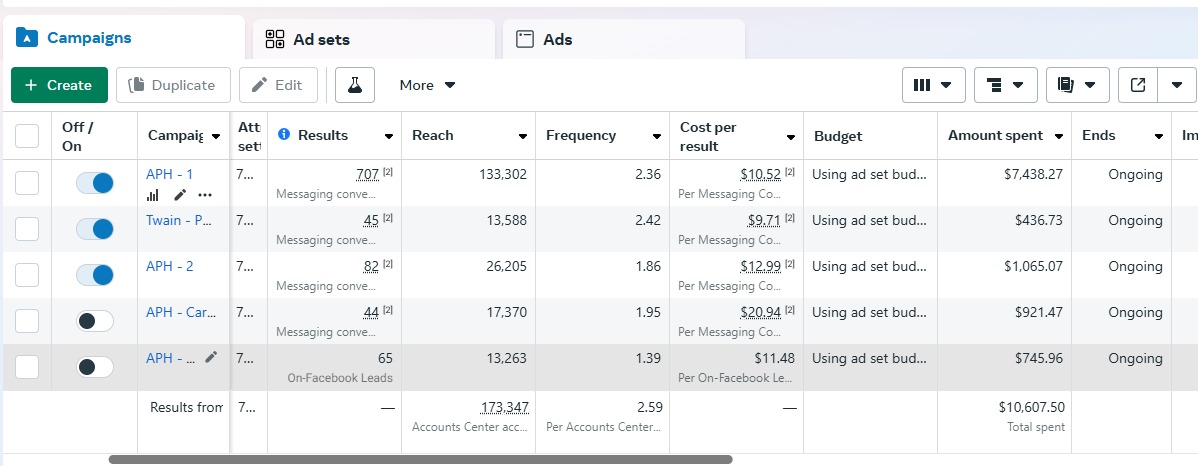 Campaigns
Ad sets
Ads
+ Create
Duplicate
Edit
More
Off / On
Campaig
Att sett
Results
Reach
Frequency
Cost per result
Budget
Amount spent
Ends
Im
APH - 1 7... 707 [2] 133,302 2.36 $10.52 [2] Using ad set bud... $7,438.27 Ongoing
Messaging conve... Per Messaging Co...
Twain - P... 7... 45 [2] 13,588 2.42 $9.71 [2] Using ad set bud... $436.73 Ongoing
Messaging conve... Per Messaging Co...
APH - 2 7... 82 [2] 26,205 1.86 $12.99 [2] Using ad set bud... $1,065.07 Ongoing
Messaging conve... Per Messaging Co...
APH - Car... 7... 44 [2] 17,370 1.95 $20.94 [2] Using ad set bud... $921.47 Ongoing
Messaging conve... Per Messaging Co...
APH - ... 7... 65 13,263 1.39 $11.48 Using ad set bud... $745.96 Ongoing
On-Facebook Leads Per On-Facebook Le...
Results from 7... — 173,347 2.59 — $10,607.50
Accounts Center acc... Per Accounts Center... Total spent